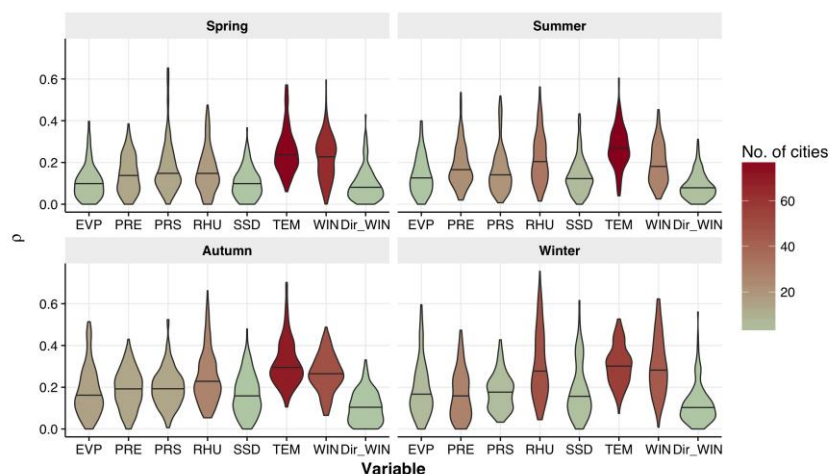 Spring
Summer
0.6
0.4
0.2
0.0
EVP PRE PRS RHU SSD TEM WIN Dir_WIN
EVP PRE PRS RHU SSD TEM WIN Dir_WIN
ρ
Autumn
Winter
0.6
0.4
0.2
0.0
EVP PRE PRS RHU SSD TEM WIN Dir_WIN
EVP PRE PRS RHU SSD TEM WIN Dir_WIN
Variable
No. of cities
60
40
20